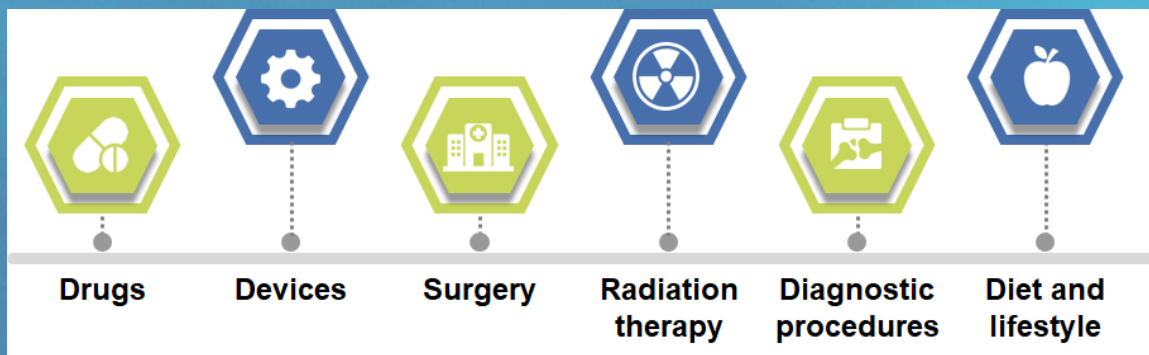 Drugs
Devices
Surgery
Radiation
therapy
Diagnostic
procedures
Diet and
lifestyle